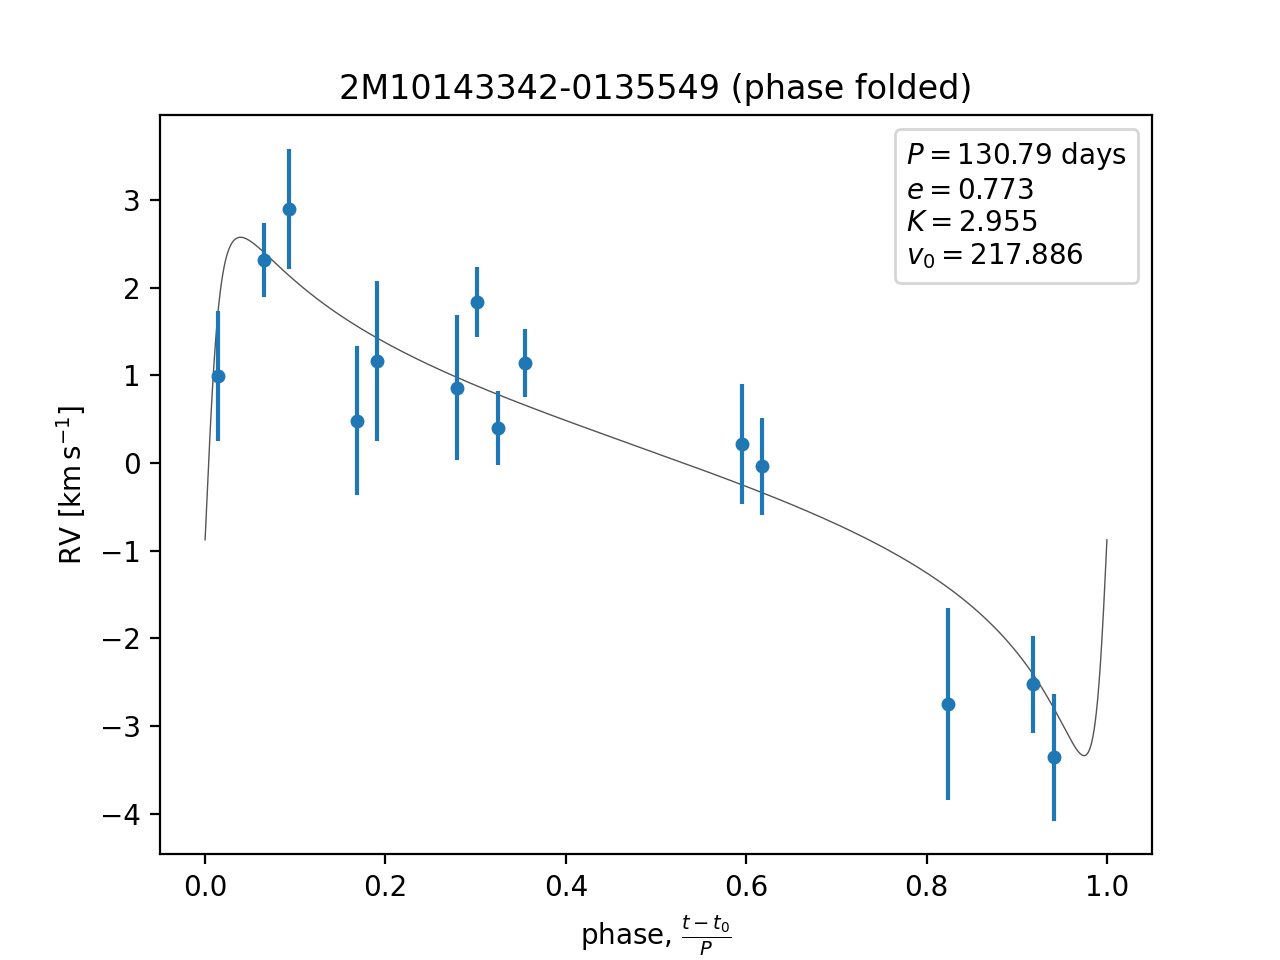 2M10143342-0135549 (phase folded)
P = 130.79 days
e = 0.773
K = 2.955
v₀ = 217.886
RV [km s⁻¹]
3
2
1
0
−1
−2
−3
−4
0.0 0.2 0.4 0.6 0.8 1.0
phase, (t − t₀)/P